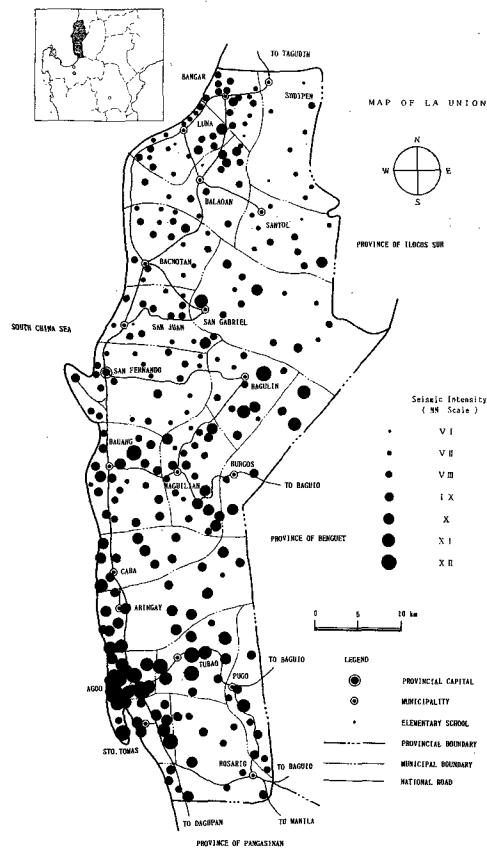 TO TAGUDIN
BANGAR
SUDIPEN
MAP OF LA UNION
LUNA
N
W E
S
BALAOAN
SANTOL
PROVINCE OF ILOCOS SUR
BACNOTAN
SOUTH CHINA SEA
SAN JUAN
SAN GABRIEL
SAN FERNANDO
BAGULIN
Seismic Intensity
( MM Scale )
VI
VII
VIII
IX
X
XI
XII
BAUANG
NAGUILIAN
BURGOS
TO BAGUIO
PROVINCE OF BENGUET
CABA
ARINGAY
0 5 10 km
LEGEND
TUBAO
TO BAGUIO
PUGO
PROVINCIAL CAPITAL
AGOO
MUNICIPALITY
ELEMENTARY SCHOOL
PROVINCIAL BOUNDARY
STO. TOMAS
ROSARIO
TO BAGUIO
MUNICIPAL BOUNDARY
NATIONAL ROAD
TO DAGUPAN
TO MANILA
PROVINCE OF PANGASINAN